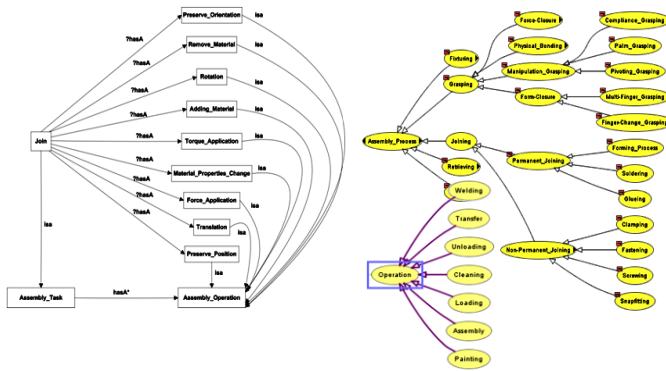 Preserve_Orientation
isa
?hasA
Remove_Material
isa
?hasA
Rotation
isa
?hasA
Adding_Material
isa
?hasA
Join
Torque_Application
isa
?hasA
Material_Properties_Change
isa
?hasA
Force_Application
isa
?hasA
Translation
isa
?hasA
Preserve_Position
isa
?hasA
isa
Assembly_Task
hasA*
Assembly_Operation
Force-Closure
Compliance_Grasping
Fixturing
Physical_Bonding
Palm_Grasping
Grasping
Manipulation_Grasping
Pivoting_Grasping
Form-Closure
Multi-Finger_Grasping
Finger-Change_Grasping
Assembly_Process
Joining
Forming_Process
Retrieving
Permanent_Joining
Soldering
Glueing
Clamping
Non-Permanent_Joining
Fastening
Screwing
Snapfitting
Welding
Transfer
Unloading
Operation
Cleaning
Loading
Assembly
Painting